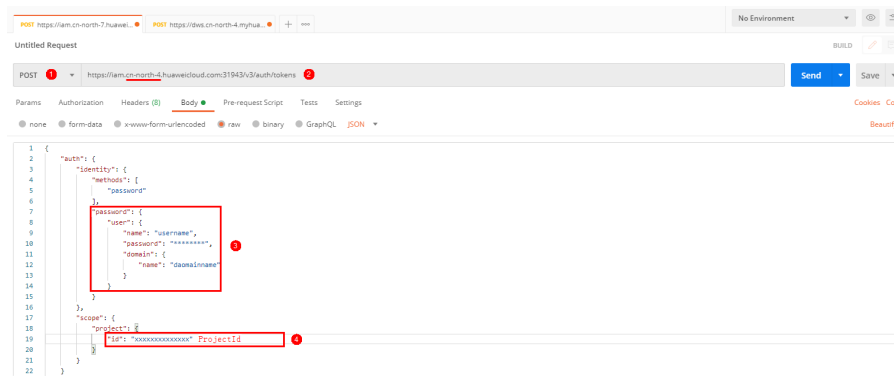 POST https://iam.cn-north-7.huawei... POST https://dws.cn-north-4.myhua... + ••• No Environment
Untitled Request BUILD
POST 1 https://iam.cn-north-4.huaweicloud.com:31943/v3/auth/tokens 2 Send Save
Params Authorization Headers (8) Body Pre-request Script Tests Settings Cookies Co
none form-data x-www-form-urlencoded raw binary GraphQL JSON Beautif
1 {
2 "auth": {
3 "identity": {
4 "methods": [
5 "password"
6 ],
7 "password": {
8 "user": {
9 "name": "username",
10 "password": "********", 3
11 "domain": {
12 "name": "daomainname"
13 }
14 }
15 }
16 },
17 "scope": {
18 "project": {
19 "id": "xxxxxxxxxxxxxx" ProjectId 4
20 }
21 }
22 }